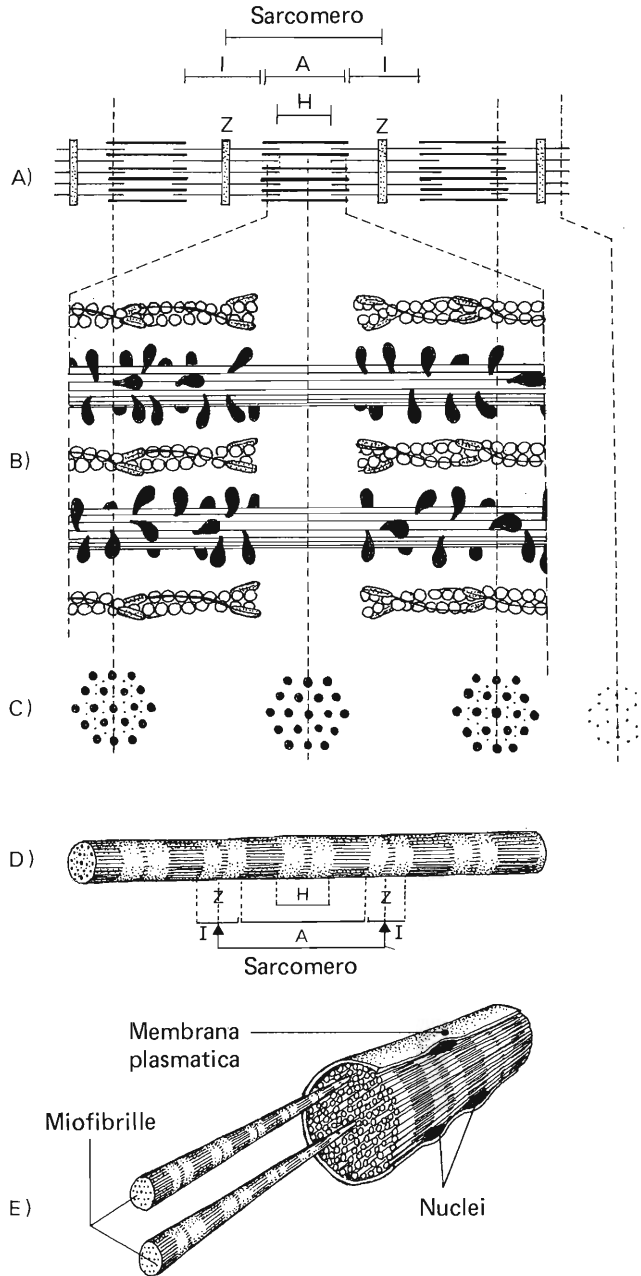 Sarcomero
I A I
H
Z Z
A)
B)
C)
D)
Z H Z
I A I
Sarcomero
Membrana
plasmatica
Miofibrille
Nuclei
E)